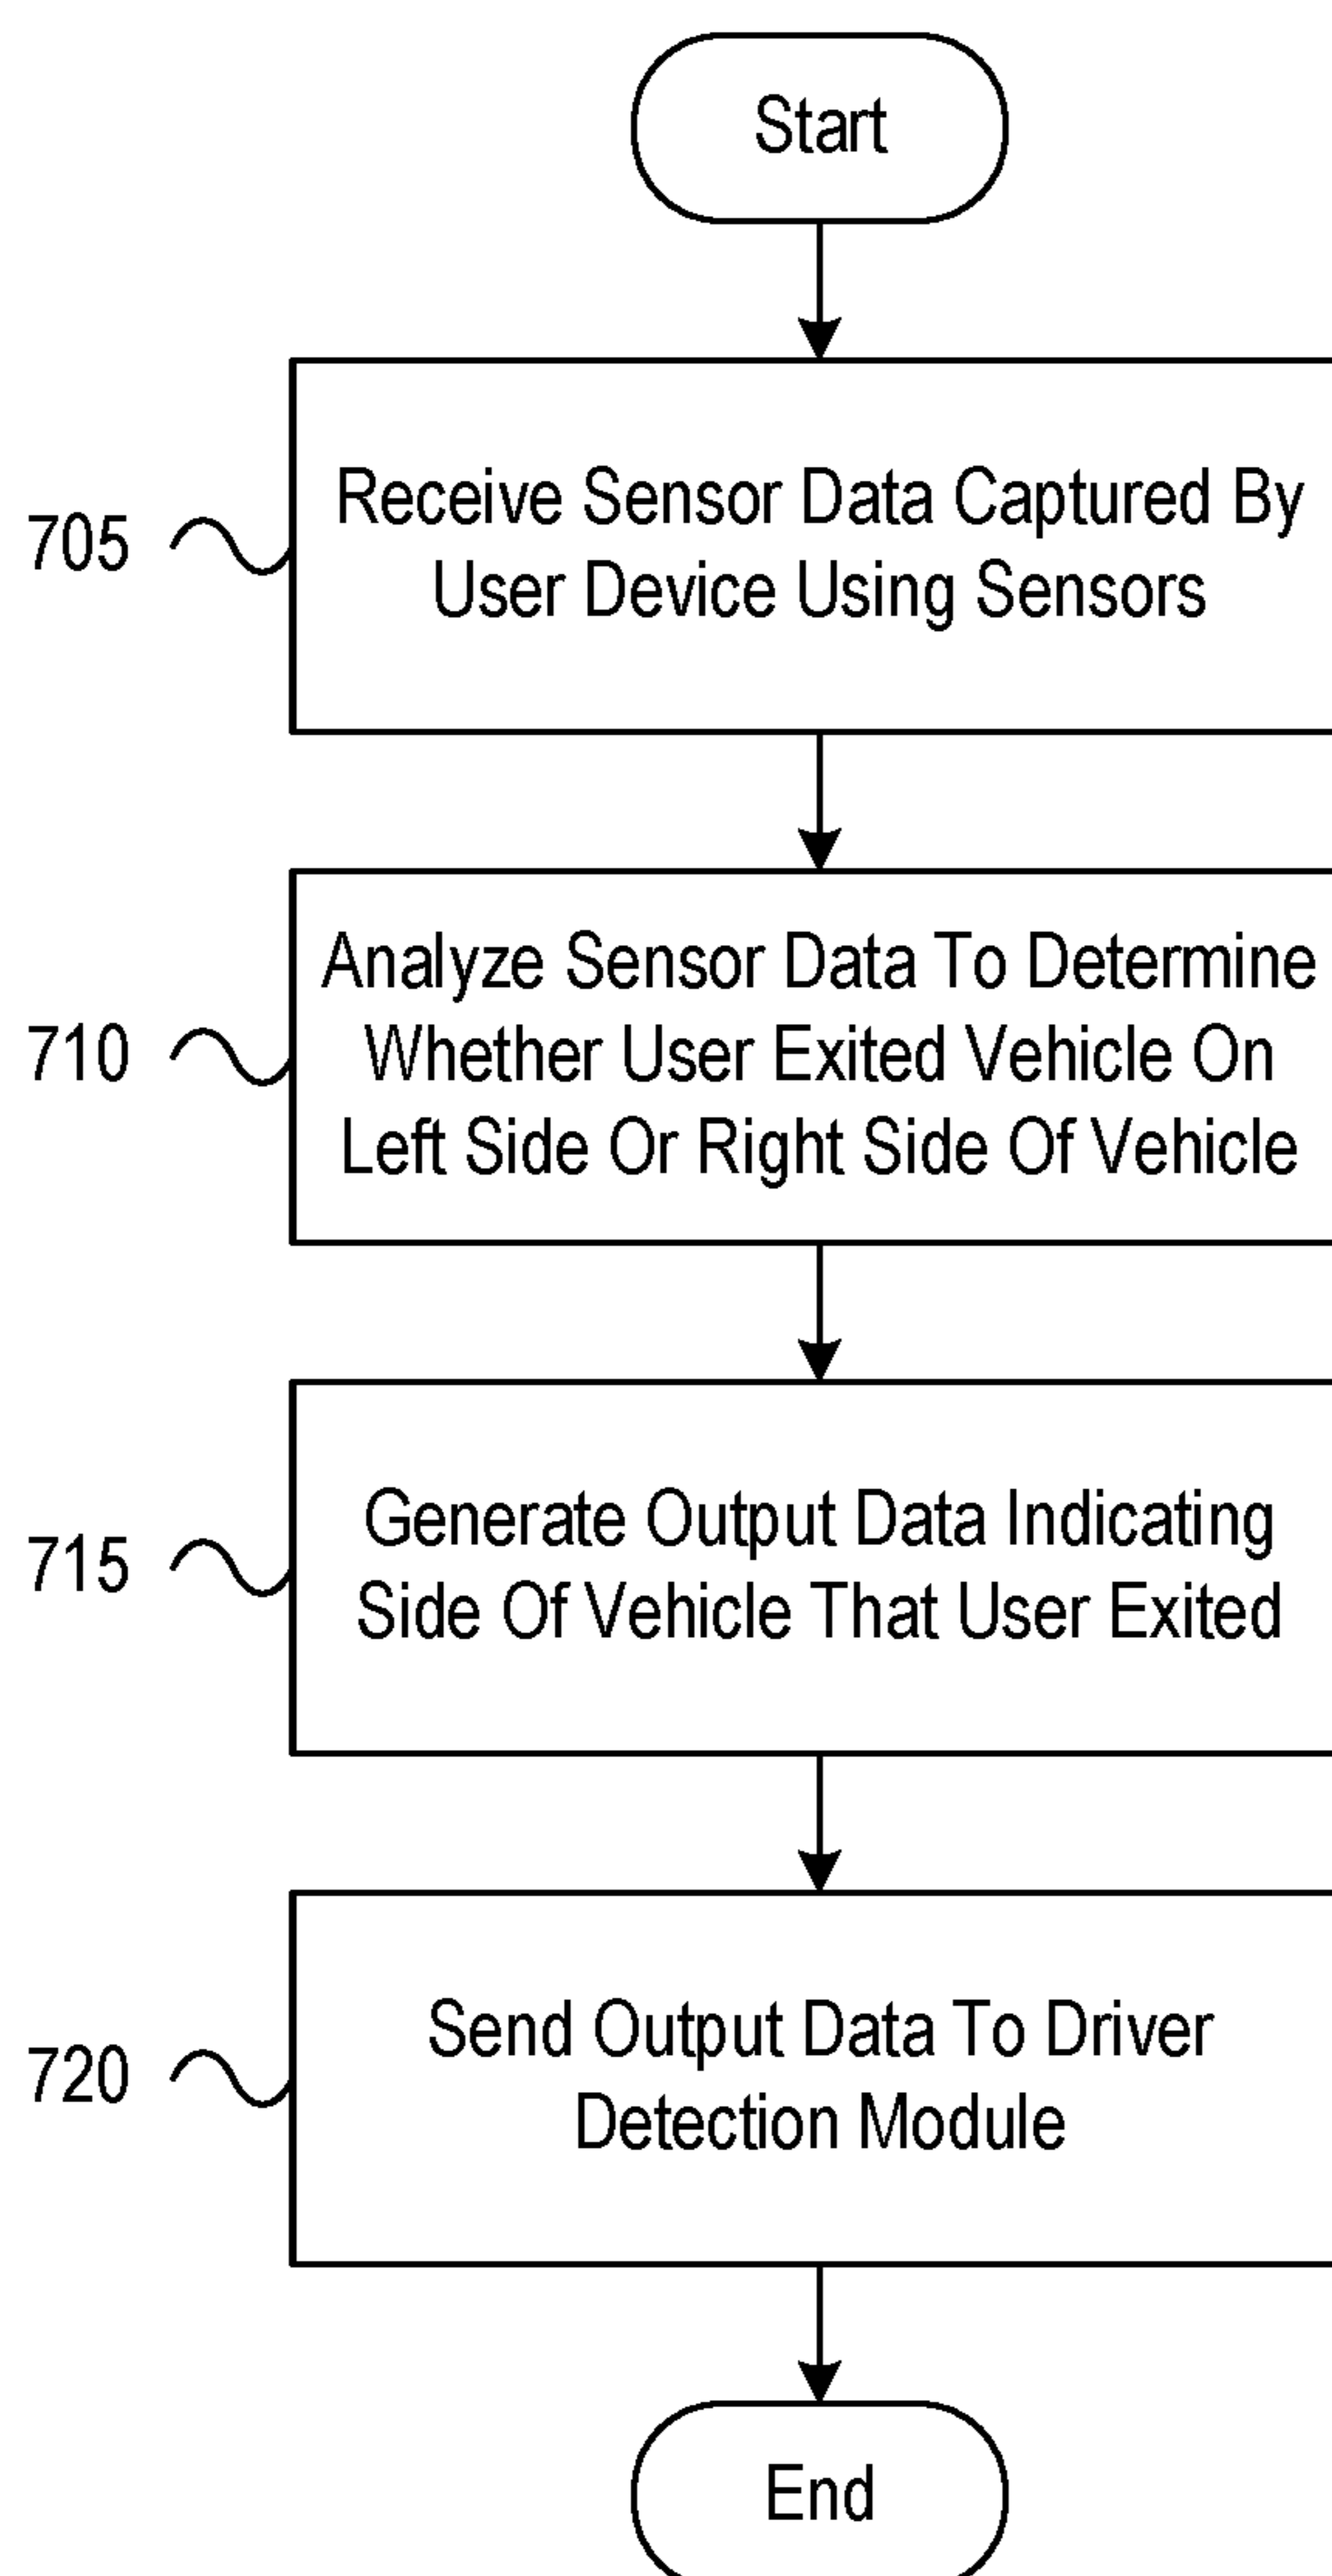 Start
705
Receive Sensor Data Captured By
User Device Using Sensors
710
Analyze Sensor Data To Determine
Whether User Exited Vehicle On
Left Side Or Right Side Of Vehicle
715
Generate Output Data Indicating
Side Of Vehicle That User Exited
720
Send Output Data To Driver
Detection Module
End